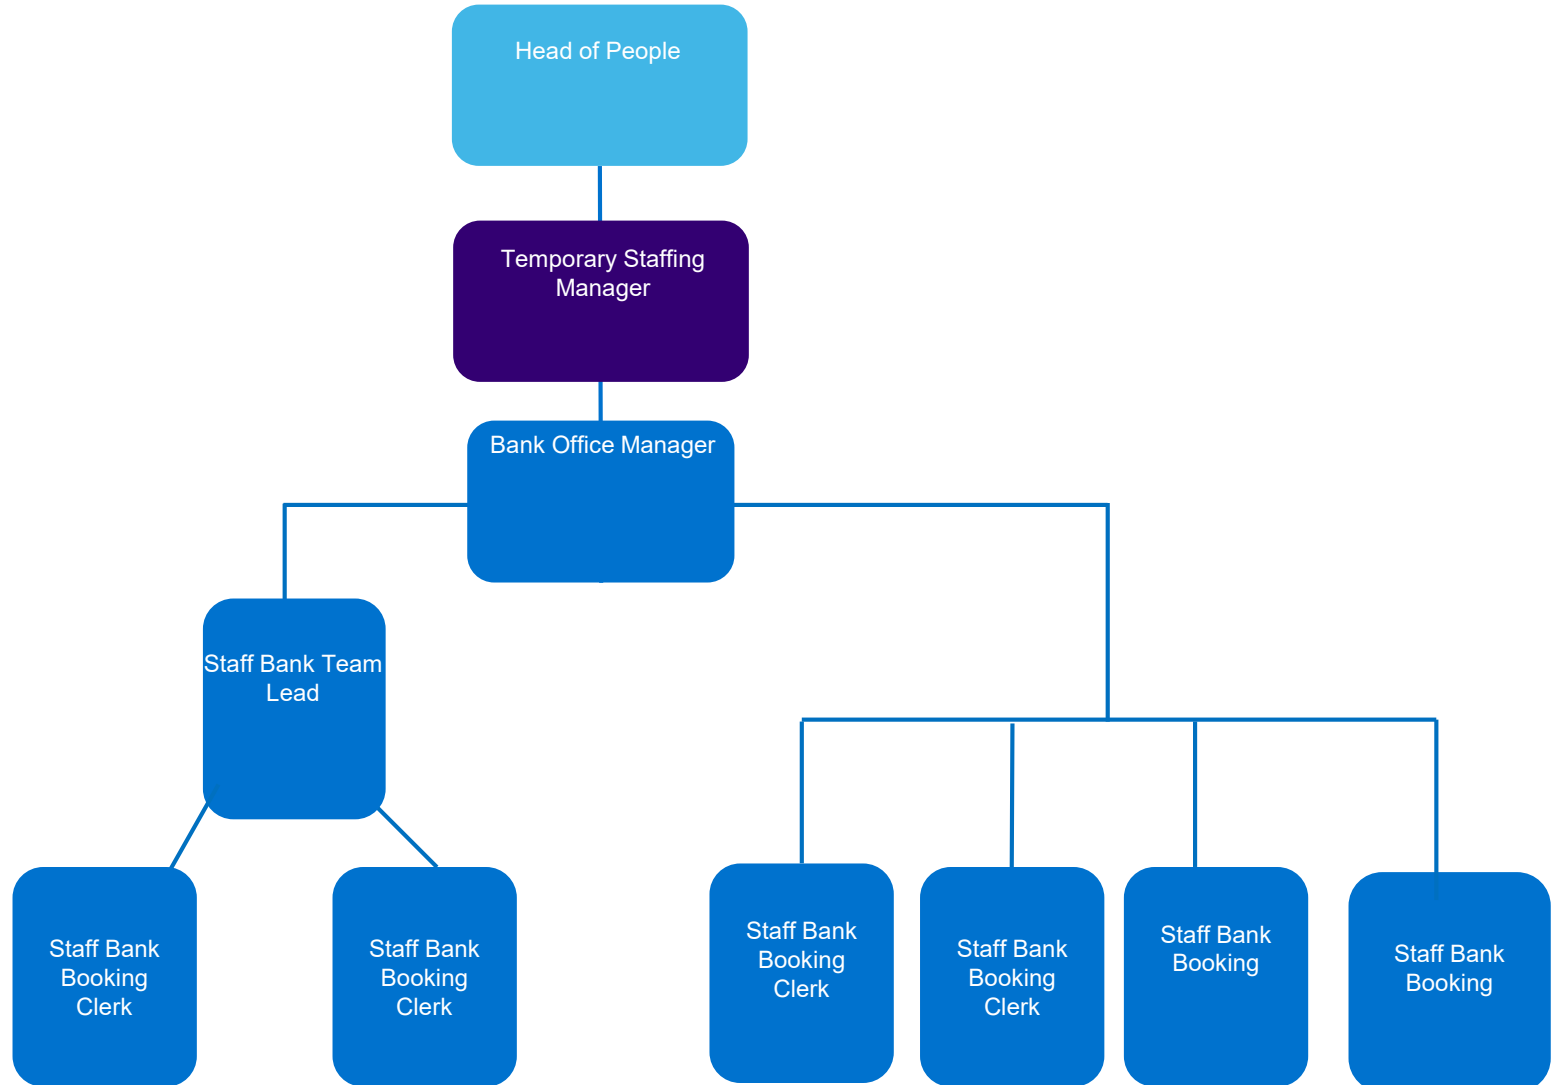 Head of People
Temporary Staffing
Manager
Bank Office Manager
Staff Bank Team
Lead
Staff Bank
Booking
Clerk
Staff Bank
Booking
Clerk
Staff Bank
Booking
Clerk
Staff Bank
Booking
Clerk
Staff Bank
Booking
Staff Bank
Booking